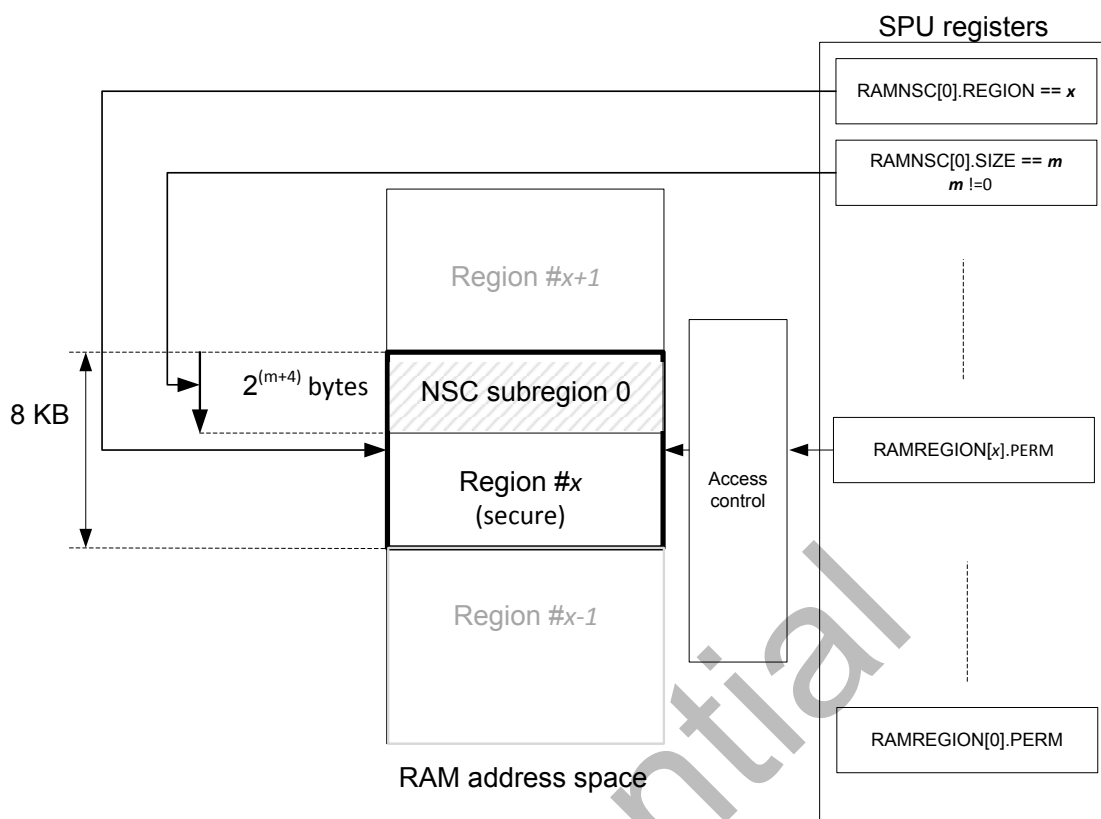 SPU registers
RAMNSC[0].REGION == x
RAMNSC[0].SIZE == m
m !=0
Region #x+1
2(m+4) bytes
NSC subregion 0
8 KB
Region #x
(secure)
Access
control
RAMREGION[x].PERM
Region #x-1
RAMREGION[0].PERM
RAM address space
ntial